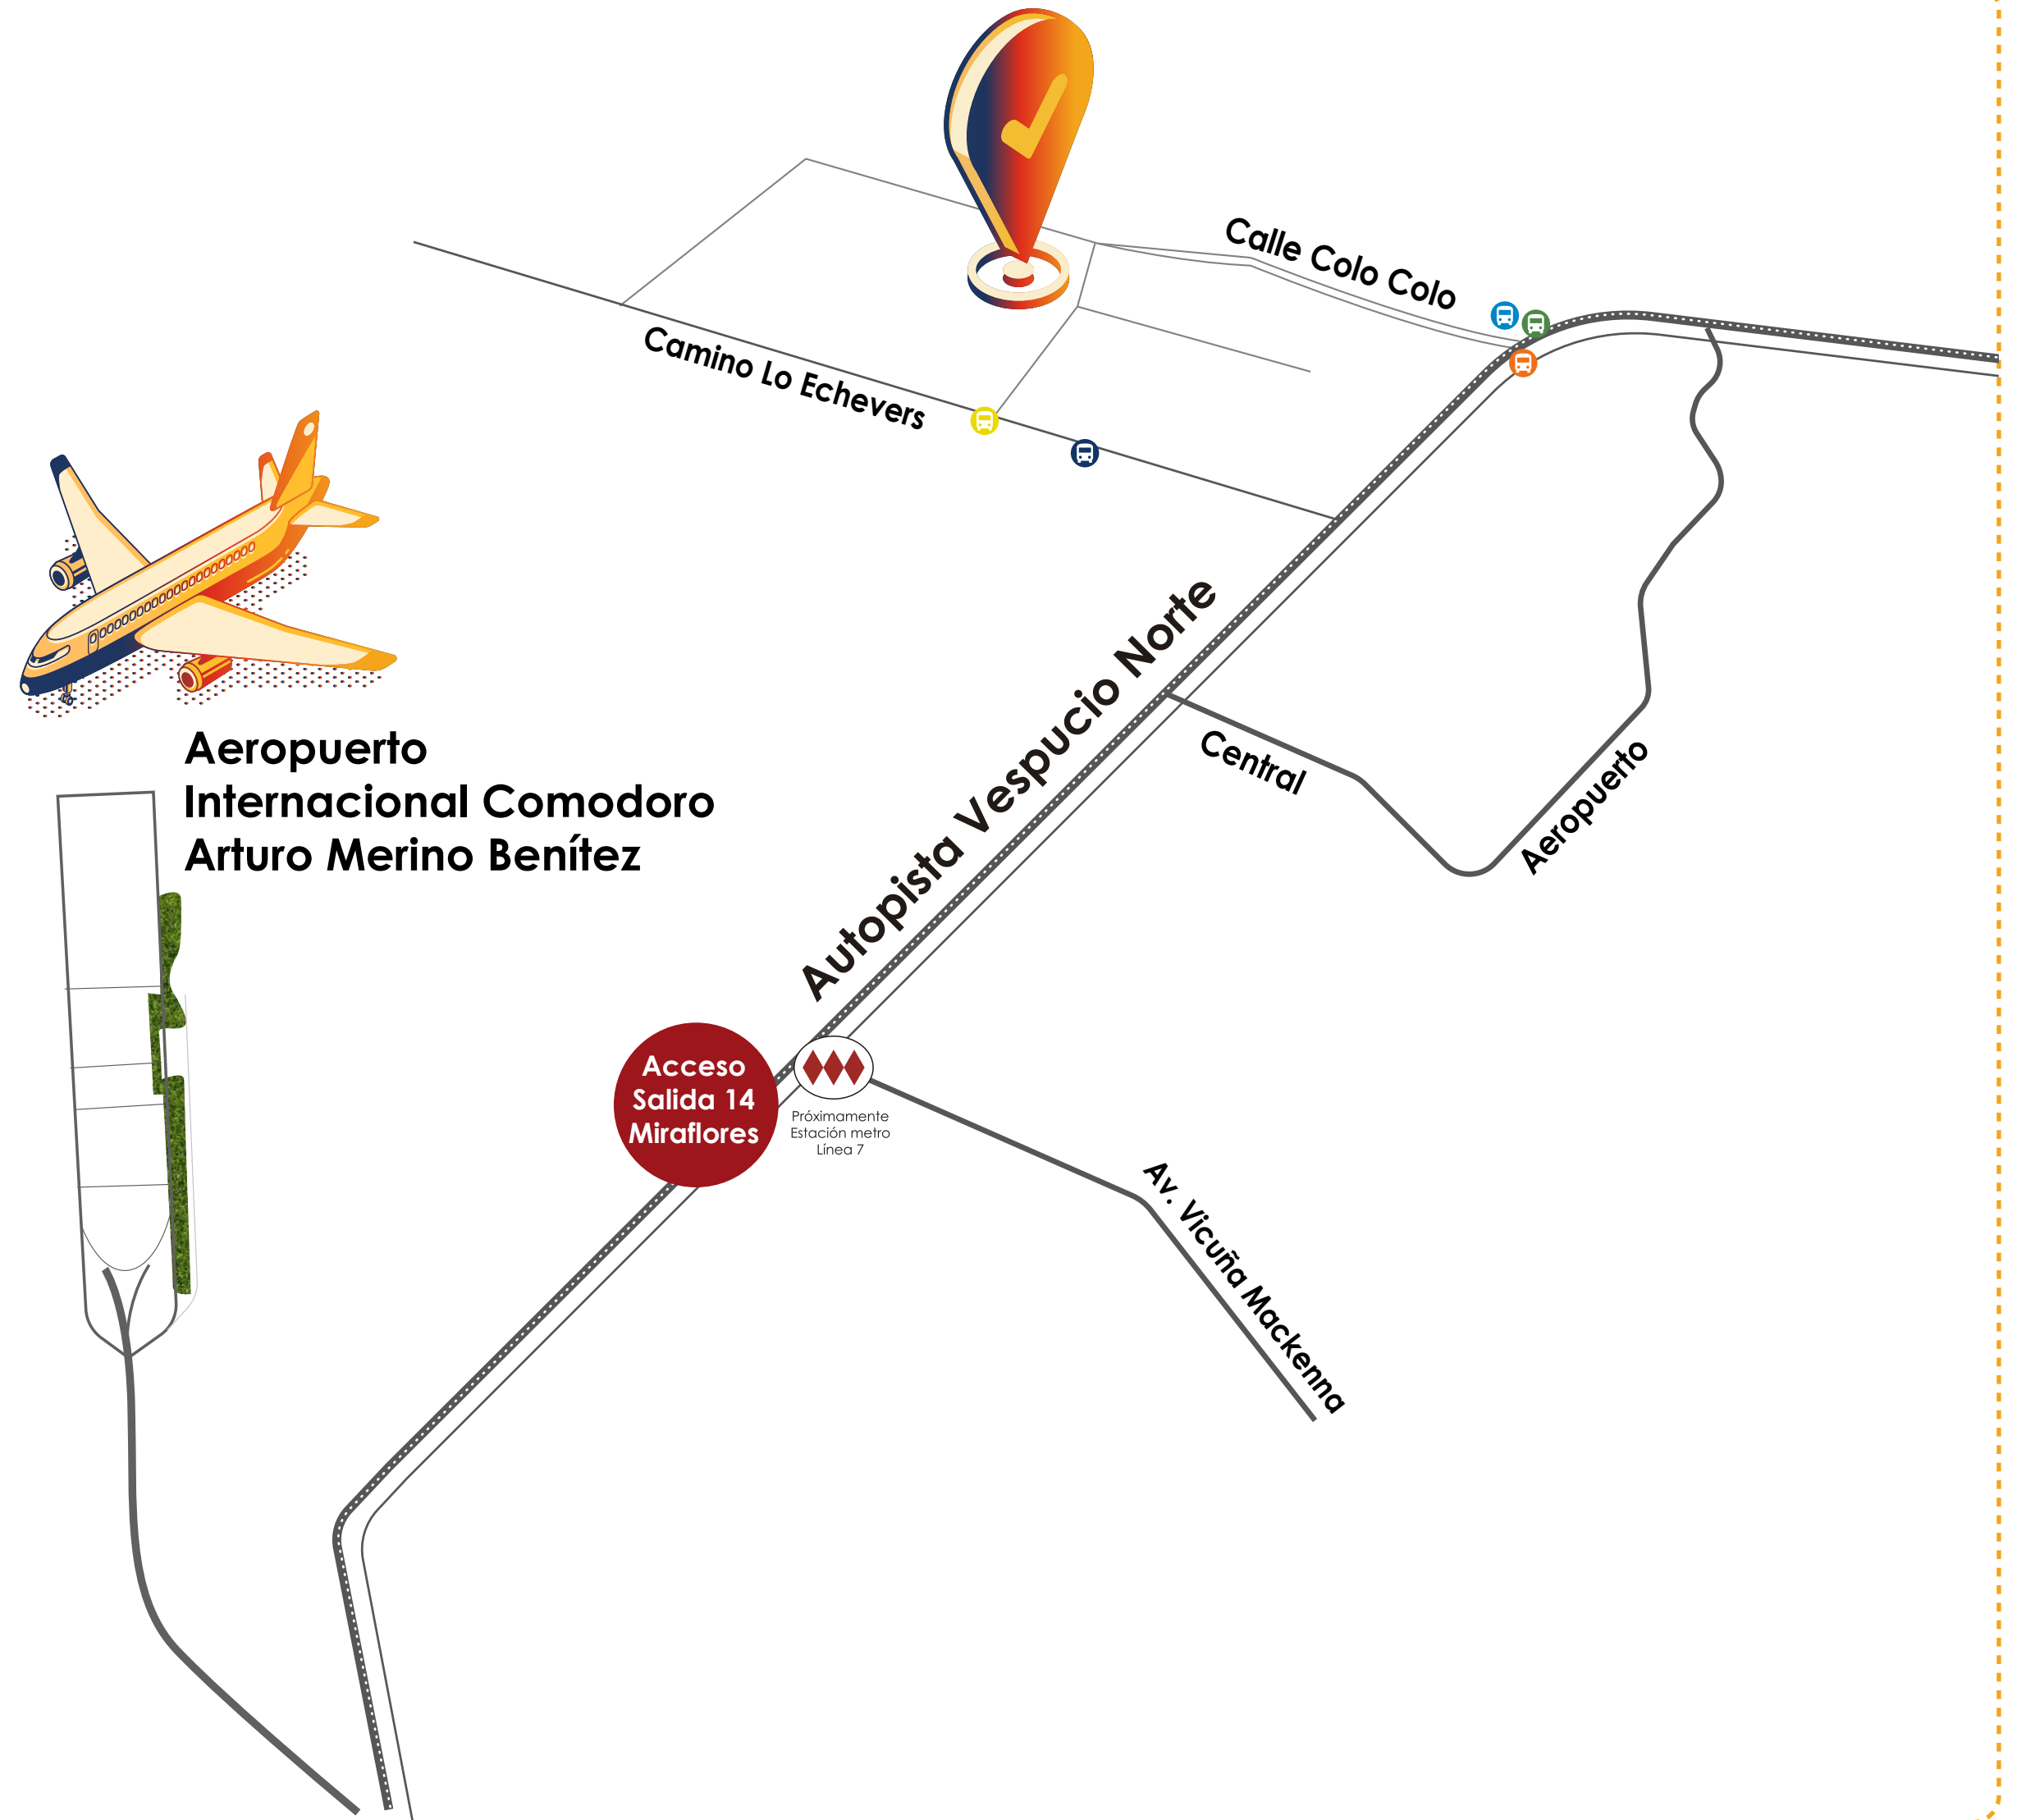 Calle Colo Colo
Camino Lo Echevers
Autopista Vespucio Norte
Aeropuerto
Internacional Comodoro
Arturo Merino Benítez
Central
Aeropuerto
Acceso
Salida 14
Miraflores
Próximamente
Estación metro
Línea 7
Av. Vicuña Mackenna